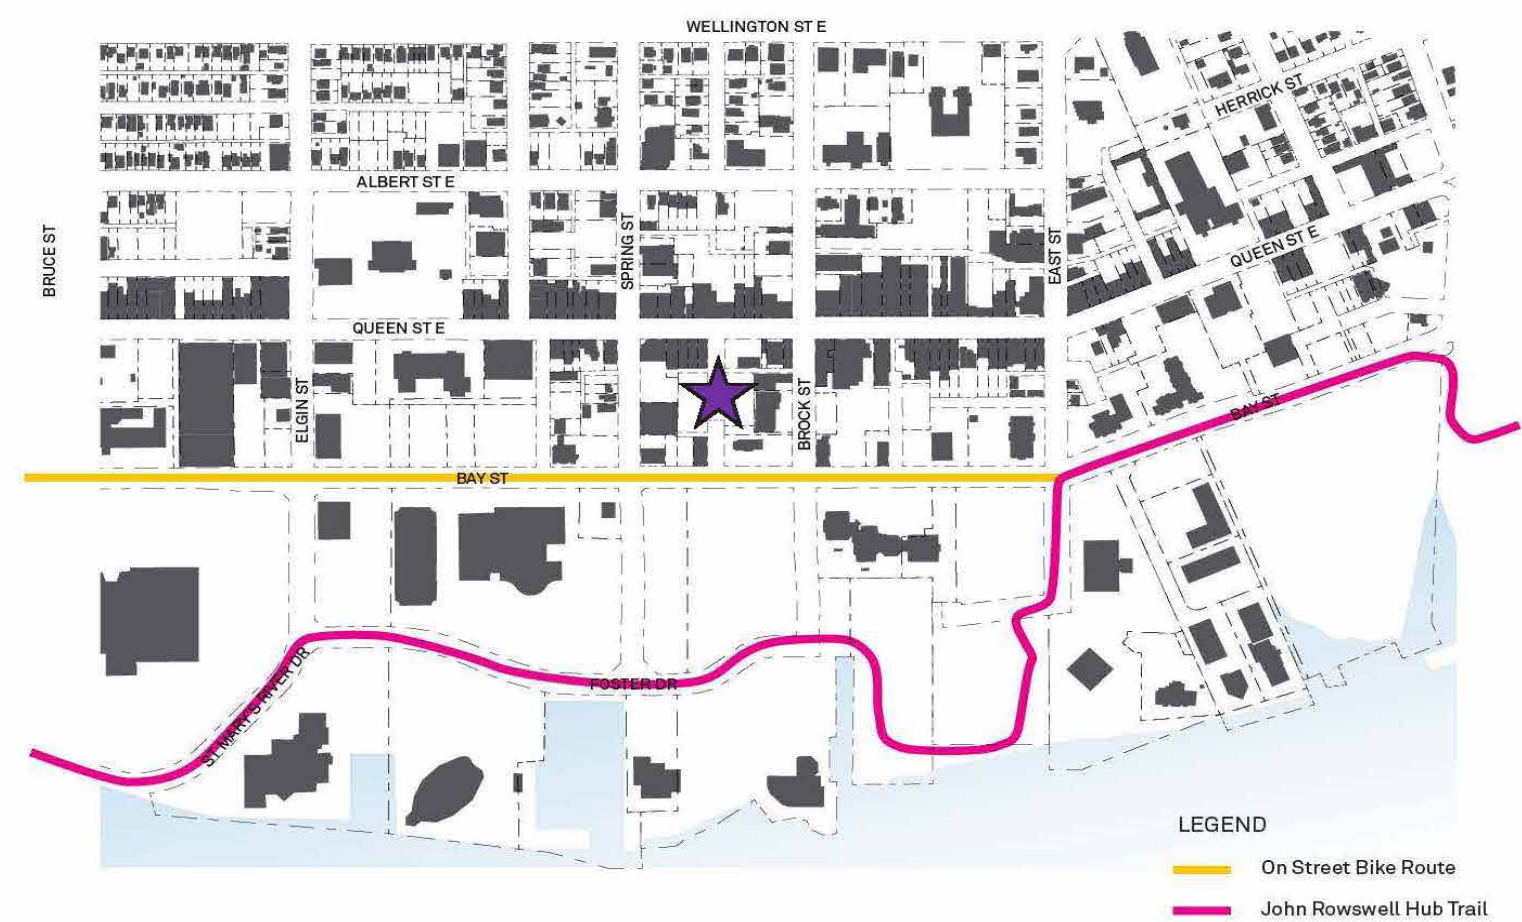 WELLINGTON ST E
HERRICK ST
ALBERT ST E
BRUCE ST
SPRING ST
EAST ST
QUEEN ST E
QUEEN ST E
ELGIN ST
BROCK ST
BAY ST
BAY ST
ST MARY'S RIVER DR
FOSTER DR
LEGEND
On Street Bike Route
John Rowswell Hub Trail